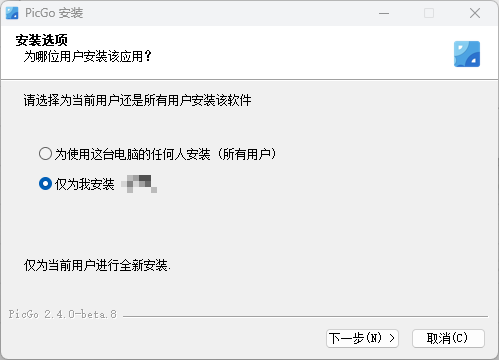 PicGo 安装
安装选项
为哪位用户安装该应用？
请选择为当前用户还是所有用户安装该软件
为使用这台电脑的任何人安装（所有用户）
仅为我安装
仅为当前用户进行全新安装.
PicGo 2.4.0-beta.8
下一步(N) >
取消(C)